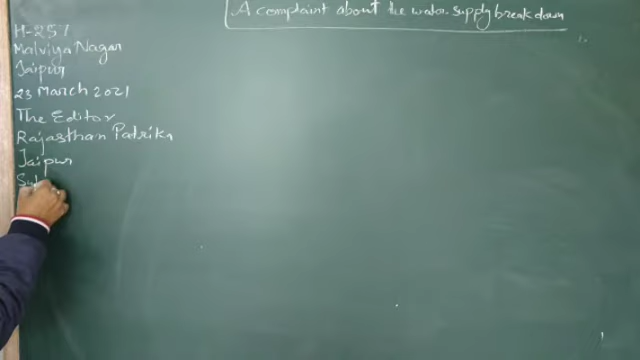 A complaint about the water supply break down
H-257
Malviya Nagar
Jaipur
23 March 2021
The Editor
Rajasthan Patrika
Jaipur
Su